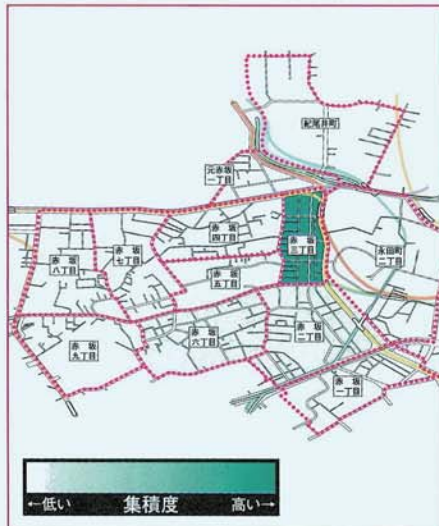 紀尾井町
元赤坂
一丁目
赤坂
四丁目
赤坂
三丁目
永田町
二丁目
赤坂
七丁目
赤坂
八丁目
赤坂
五丁目
赤坂
九丁目
赤坂
六丁目
赤坂
二丁目
赤坂
一丁目
←低い 集積度 高い→